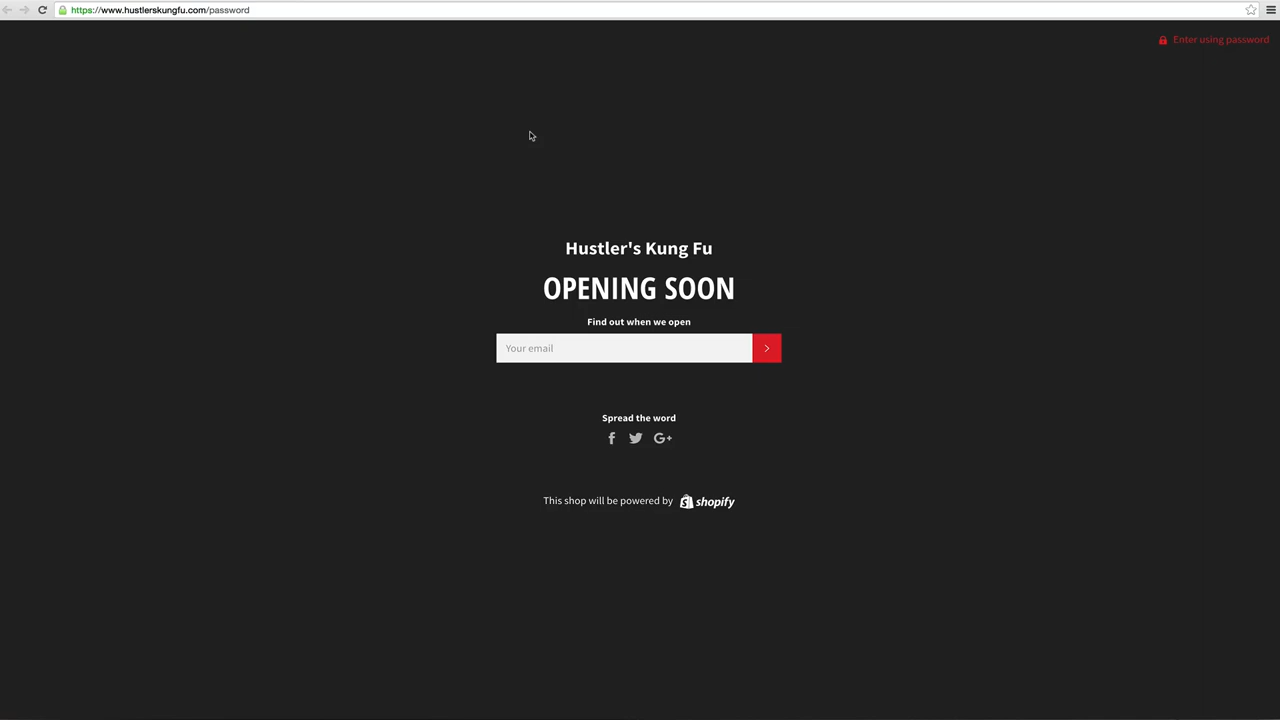 https://www.hustlerskungfu.com/password
Enter using password
Hustler's Kung Fu
OPENING SOON
Find out when we open
Your email
Spread the word
G+
This shop will be powered by shopify